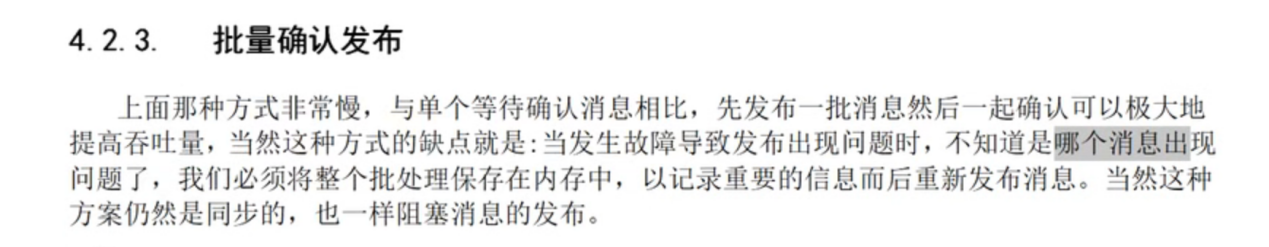 4.2.3. 批量确认发布
上面那种方式非常慢，与单个等待确认消息相比，先发布一批消息然后一起确认可以极大地
提高吞吐量，当然这种方式的缺点就是:当发生故障导致发布出现问题时，不知道是哪个消息出现
问题了，我们必须将整个批处理保存在内存中，以记录重要的信息而后重新发布消息。当然这种
方案仍然是同步的，也一样阻塞消息的发布。